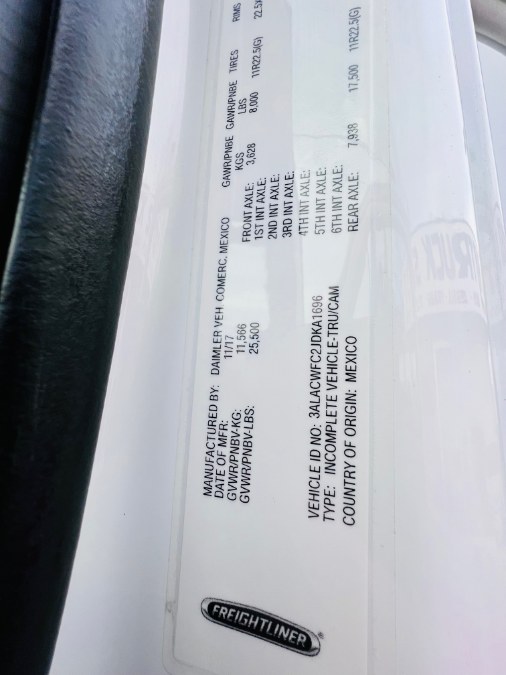 FREIGHTLINER
MANUFACTURED BY: DAIMLER VEH COMERC. MEXICO
DATE OF MFR: 11/17
GVWR/PNBV-KG: 11,566
GVWR/PNBV-LBS: 25,500
GAWR/PNBE GAWR/PNBE TIRES RIMS
KGS LBS
FRONT AXLE: 3,628 8,000 11R22.5(G) 22.5
1ST INT AXLE:
2ND INT AXLE:
3RD INT AXLE:
4TH INT AXLE:
5TH INT AXLE:
6TH INT AXLE:
REAR AXLE: 7,938 17,500 11R22.5(G)
VEHICLE ID NO: 3ALACWFC2JDKA1696
TYPE: INCOMPLETE VEHICLE-TRU/CAM
COUNTRY OF ORIGIN: MEXICO